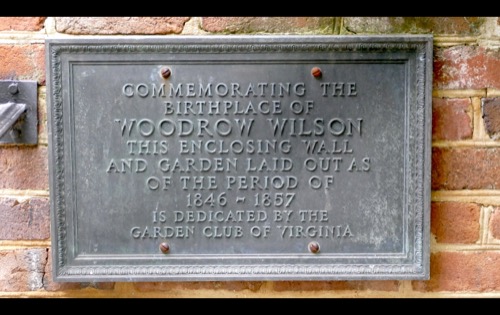 COMMEMORATING THE
BIRTHPLACE OF
WOODROW WILSON
THIS ENCLOSING WALL
AND GARDEN LAID OUT AS
OF THE PERIOD OF
1846 ~ 1857
IS DEDICATED BY THE
GARDEN CLUB OF VIRGINIA